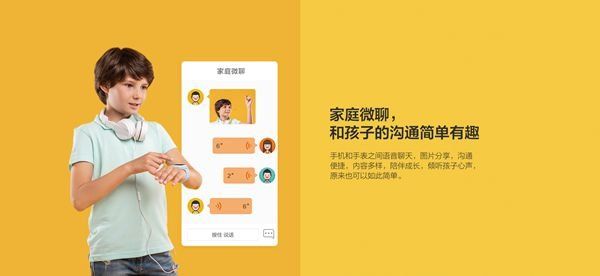 家庭微聊
6"
2"
6"
按住 说话
家庭微聊，
和孩子的沟通简单有趣
手机和手表之间语音聊天，图片分享，沟通
便捷，内容多样，陪伴成长，倾听孩子心声，
原来也可以如此简单。